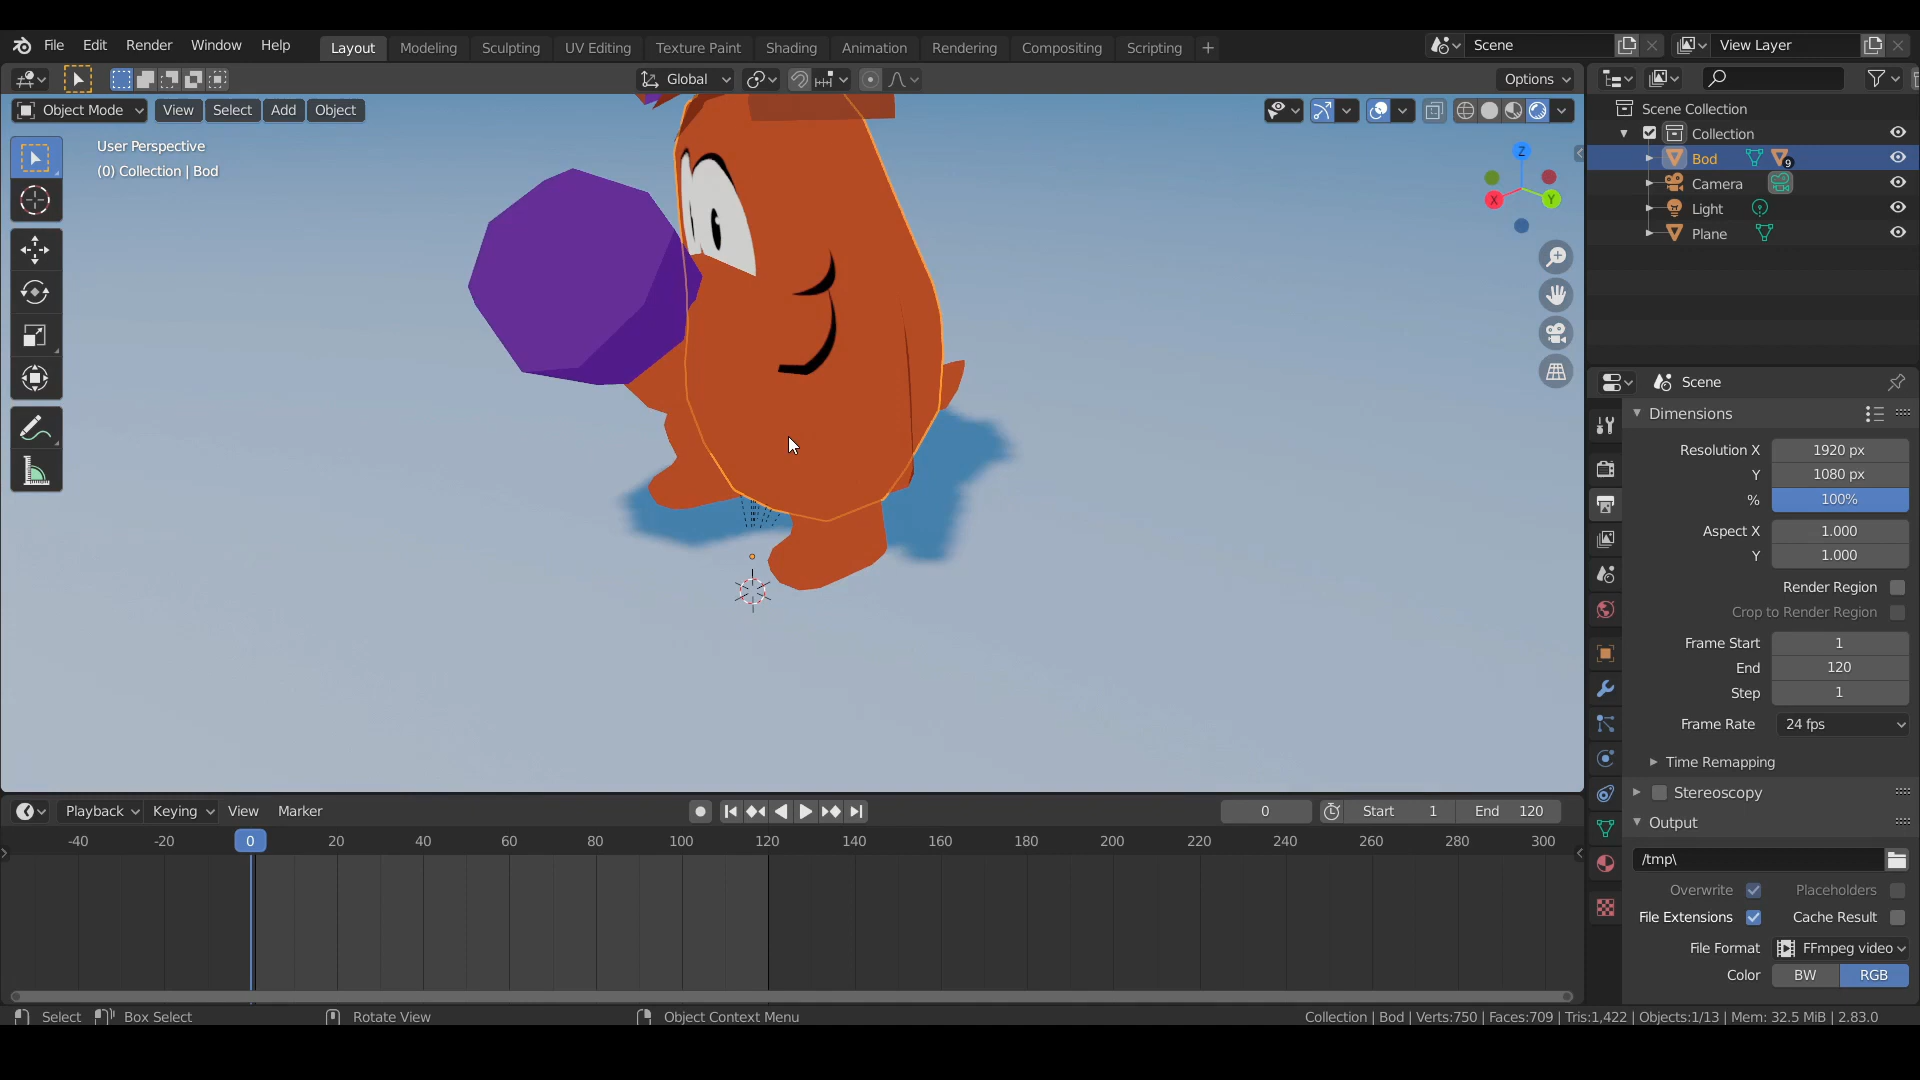 File Edit Render Window Help Layout Modeling Sculpting UV Editing Texture Paint Shading Animation Rendering Compositing Scripting + Scene View Layer
Global Options
Object Mode View Select Add Object
User Perspective
(0) Collection | Bod
Z
X Y
Scene Collection
Collection
Bod 9
Camera
Light
Plane
Scene
Dimensions
Resolution X 1920 px
Y 1080 px
% 100%
Aspect X 1.000
Y 1.000
Render Region
Crop to Render Region
Frame Start 1
End 120
Step 1
Frame Rate 24 fps
Time Remapping
Stereoscopy
Output
/tmp\
Overwrite Placeholders
File Extensions Cache Result
File Format FFmpeg video
Color BW RGB
Playback Keying View Marker 0 Start 1 End 120
-40 -20 0 20 40 60 80 100 120 140 160 180 200 220 240 260 280 300
Select Box Select Rotate View Object Context Menu Collection | Bod | Verts:750 | Faces:709 | Tris:1,422 | Objects:1/13 | Mem: 32.5 MiB | 2.83.0